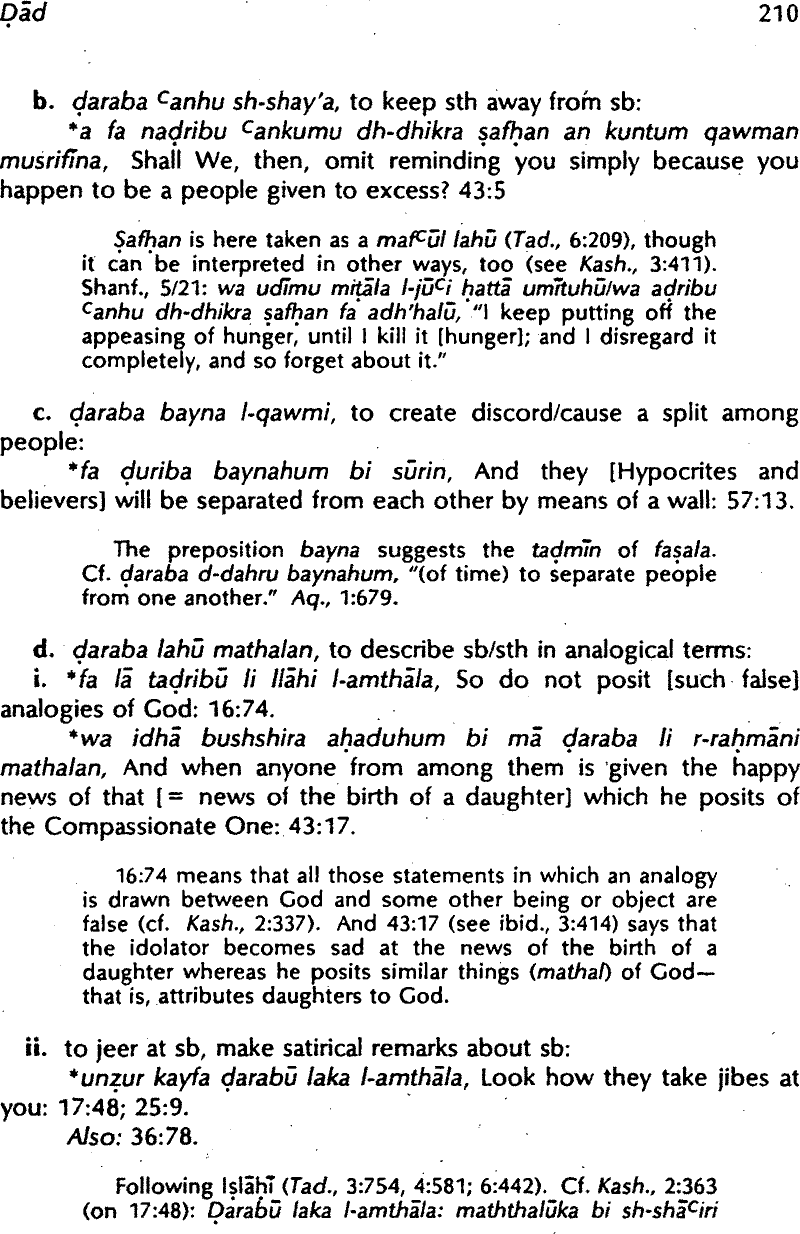 Ḍād 210
b. ḍaraba ᶜanhu sh-shay'a, to keep sth away from sb:
*a fa naḍribu ᶜankumu dh-dhikra ṣafḥan an kuntum qawman
musrifīna, Shall We, then, omit reminding you simply because you
happen to be a people given to excess? 43:5
Ṣafḥan is here taken as a mafᶜūl lahū (Tad., 6:209), though
it can be interpreted in other ways, too (see Kash., 3:411).
Shanf., 5/21: wa udīmu miṭāla l-jūᶜi ḥattā umītuhū/wa aḍribu
ᶜanhu dh-dhikra ṣafḥan fa adh'halū, "I keep putting off the
appeasing of hunger, until I kill it [hunger]; and I disregard it
completely, and so forget about it."
c. ḍaraba bayna l-qawmi, to create discord/cause a split among
people:
*fa ḍuriba baynahum bi sūrin, And they [Hypocrites and
believers] will be separated from each other by means of a wall: 57:13.
The preposition bayna suggests the taḍmīn of faṣala.
Cf. ḍaraba d-dahru baynahum, "(of time) to separate people
from one another." Aq., 1:679.
d. ḍaraba lahū mathalan, to describe sb/sth in analogical terms:
i. *fa lā taḍribū li llāhi l-amthāla, So do not posit [such false]
analogies of God: 16:74.
*wa idhā bushshira aḥaduhum bi mā ḍaraba li r-raḥmāni
mathalan, And when anyone from among them is given the happy
news of that [= news of the birth of a daughter] which he posits of
the Compassionate One: 43:17.
16:74 means that all those statements in which an analogy
is drawn between God and some other being or object are
false (cf. Kash., 2:337). And 43:17 (see ibid., 3:414) says that
the idolator becomes sad at the news of the birth of a
daughter whereas he posits similar things (mathal) of God—
that is, attributes daughters to God.
ii. to jeer at sb, make satirical remarks about sb:
*unẓur kayfa ḍarabū laka l-amthāla, Look how they take jibes at
you: 17:48; 25:9.
Also: 36:78.
Following Iṣlāḥī (Tad., 3:754, 4:581; 6:442). Cf. Kash., 2:363
(on 17:48): Ḍarabū laka l-amthāla: maththalūka bi sh-shāᶜiri